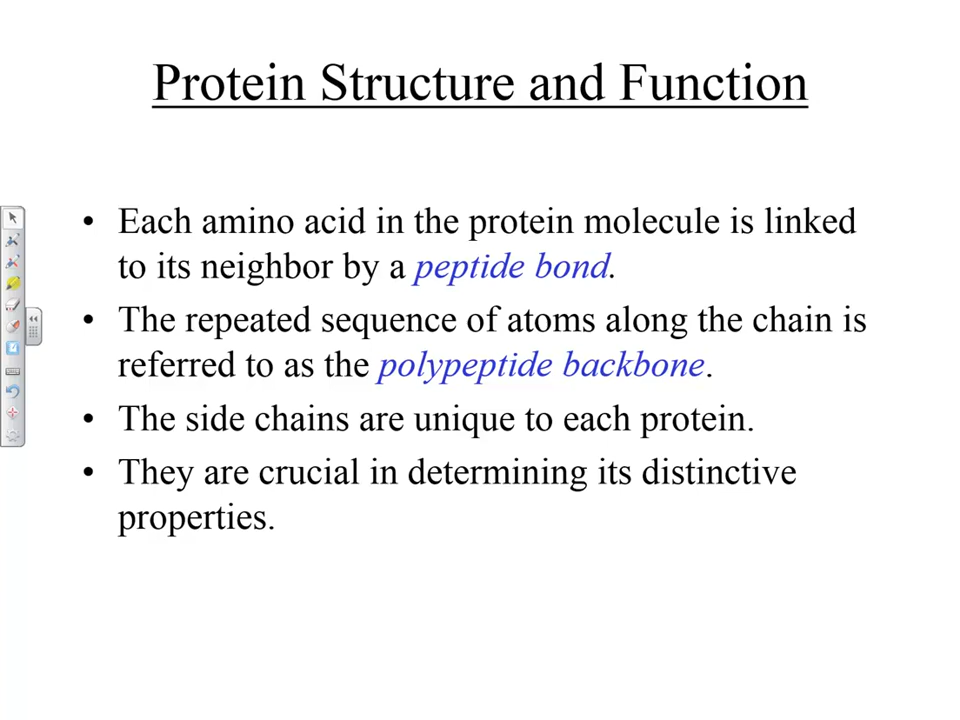 Protein Structure and Function
• Each amino acid in the protein molecule is linked
to its neighbor by a peptide bond.
• The repeated sequence of atoms along the chain is
referred to as the polypeptide backbone.
• The side chains are unique to each protein.
• They are crucial in determining its distinctive
properties.